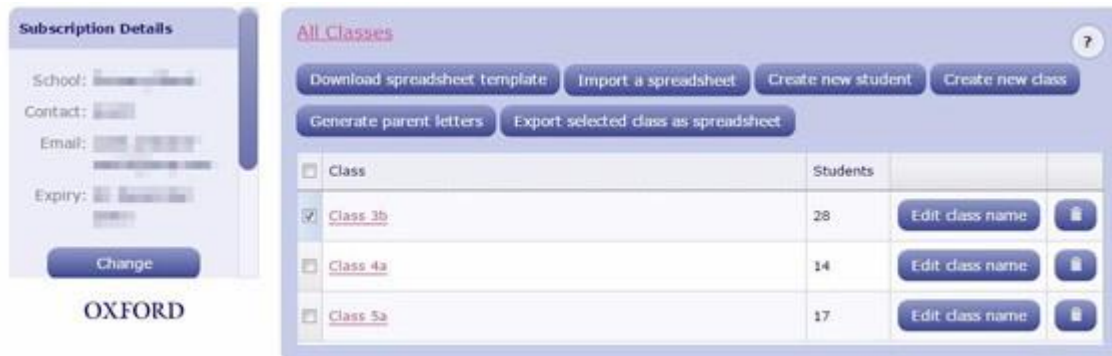 Subscription Details
School:
Contact:
Email:
Expiry:
Change
OXFORD
All Classes
?
Download spreadsheet template Import a spreadsheet Create new student Create new class
Generate parent letters Export selected class as spreadsheet
Class Students
Class 3b 28 Edit class name
Class 4a 14 Edit class name
Class 5a 17 Edit class name